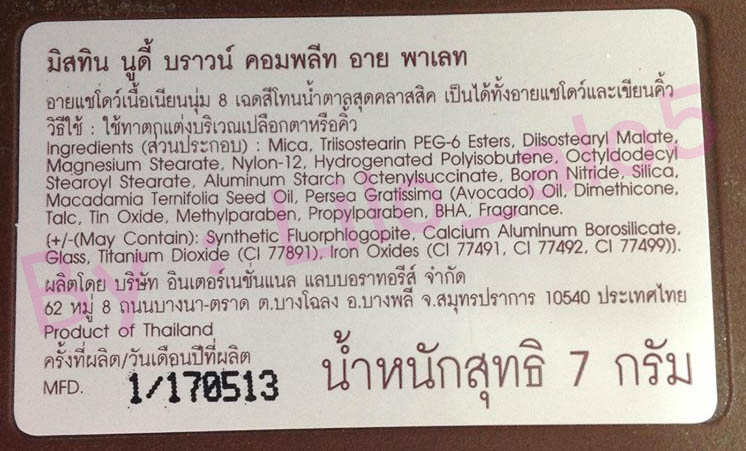 มิสทิน นูดี้ บราวน์ คอมพลีท อาย พาเลท
อายแชโดว์เนื้อเนียนนุ่ม 8 เฉดสีโทนน้ำตาลสุดคลาสสิค เป็นได้ทั้งอายแชโดว์และเขียนคิ้ว
วิธีใช้ : ใช้ทาตกแต่งบริเวณเปลือกตาหรือคิ้ว
Ingredients (ส่วนประกอบ) : Mica, Triisostearin PEG-6 Esters, Diisostearyl Malate,
Magnesium Stearate, Nylon-12, Hydrogenated Polyisobutene, Octyldodecyl
Stearoyl Stearate, Aluminum Starch Octenylsuccinate, Boron Nitride, Silica,
Macadamia Ternifolia Seed Oil, Persea Gratissima (Avocado) Oil, Dimethicone,
Talc, Tin Oxide, Methylparaben, Propylparaben, BHA, Fragrance.
{+/-(May Contain): Synthetic Fluorphlogopite, Calcium Aluminum Borosilicate,
Glass, Titanium Dioxide (CI 77891), Iron Oxides (CI 77491, CI 77492, CI 77499)}.
ผลิตโดย บริษัท อินเตอร์เนชั่นแนล แลบบอราทอรีส์ จำกัด
62 หมู่ 8 ถนนบางนา-ตราด ต.บางโฉลง อ.บางพลี จ.สมุทรปราการ 10540 ประเทศไทย
Product of Thailand
ครั้งที่ผลิต/วันเดือนปีที่ผลิต
MFD. 1/170513
น้ำหนักสุทธิ 7 กรัม